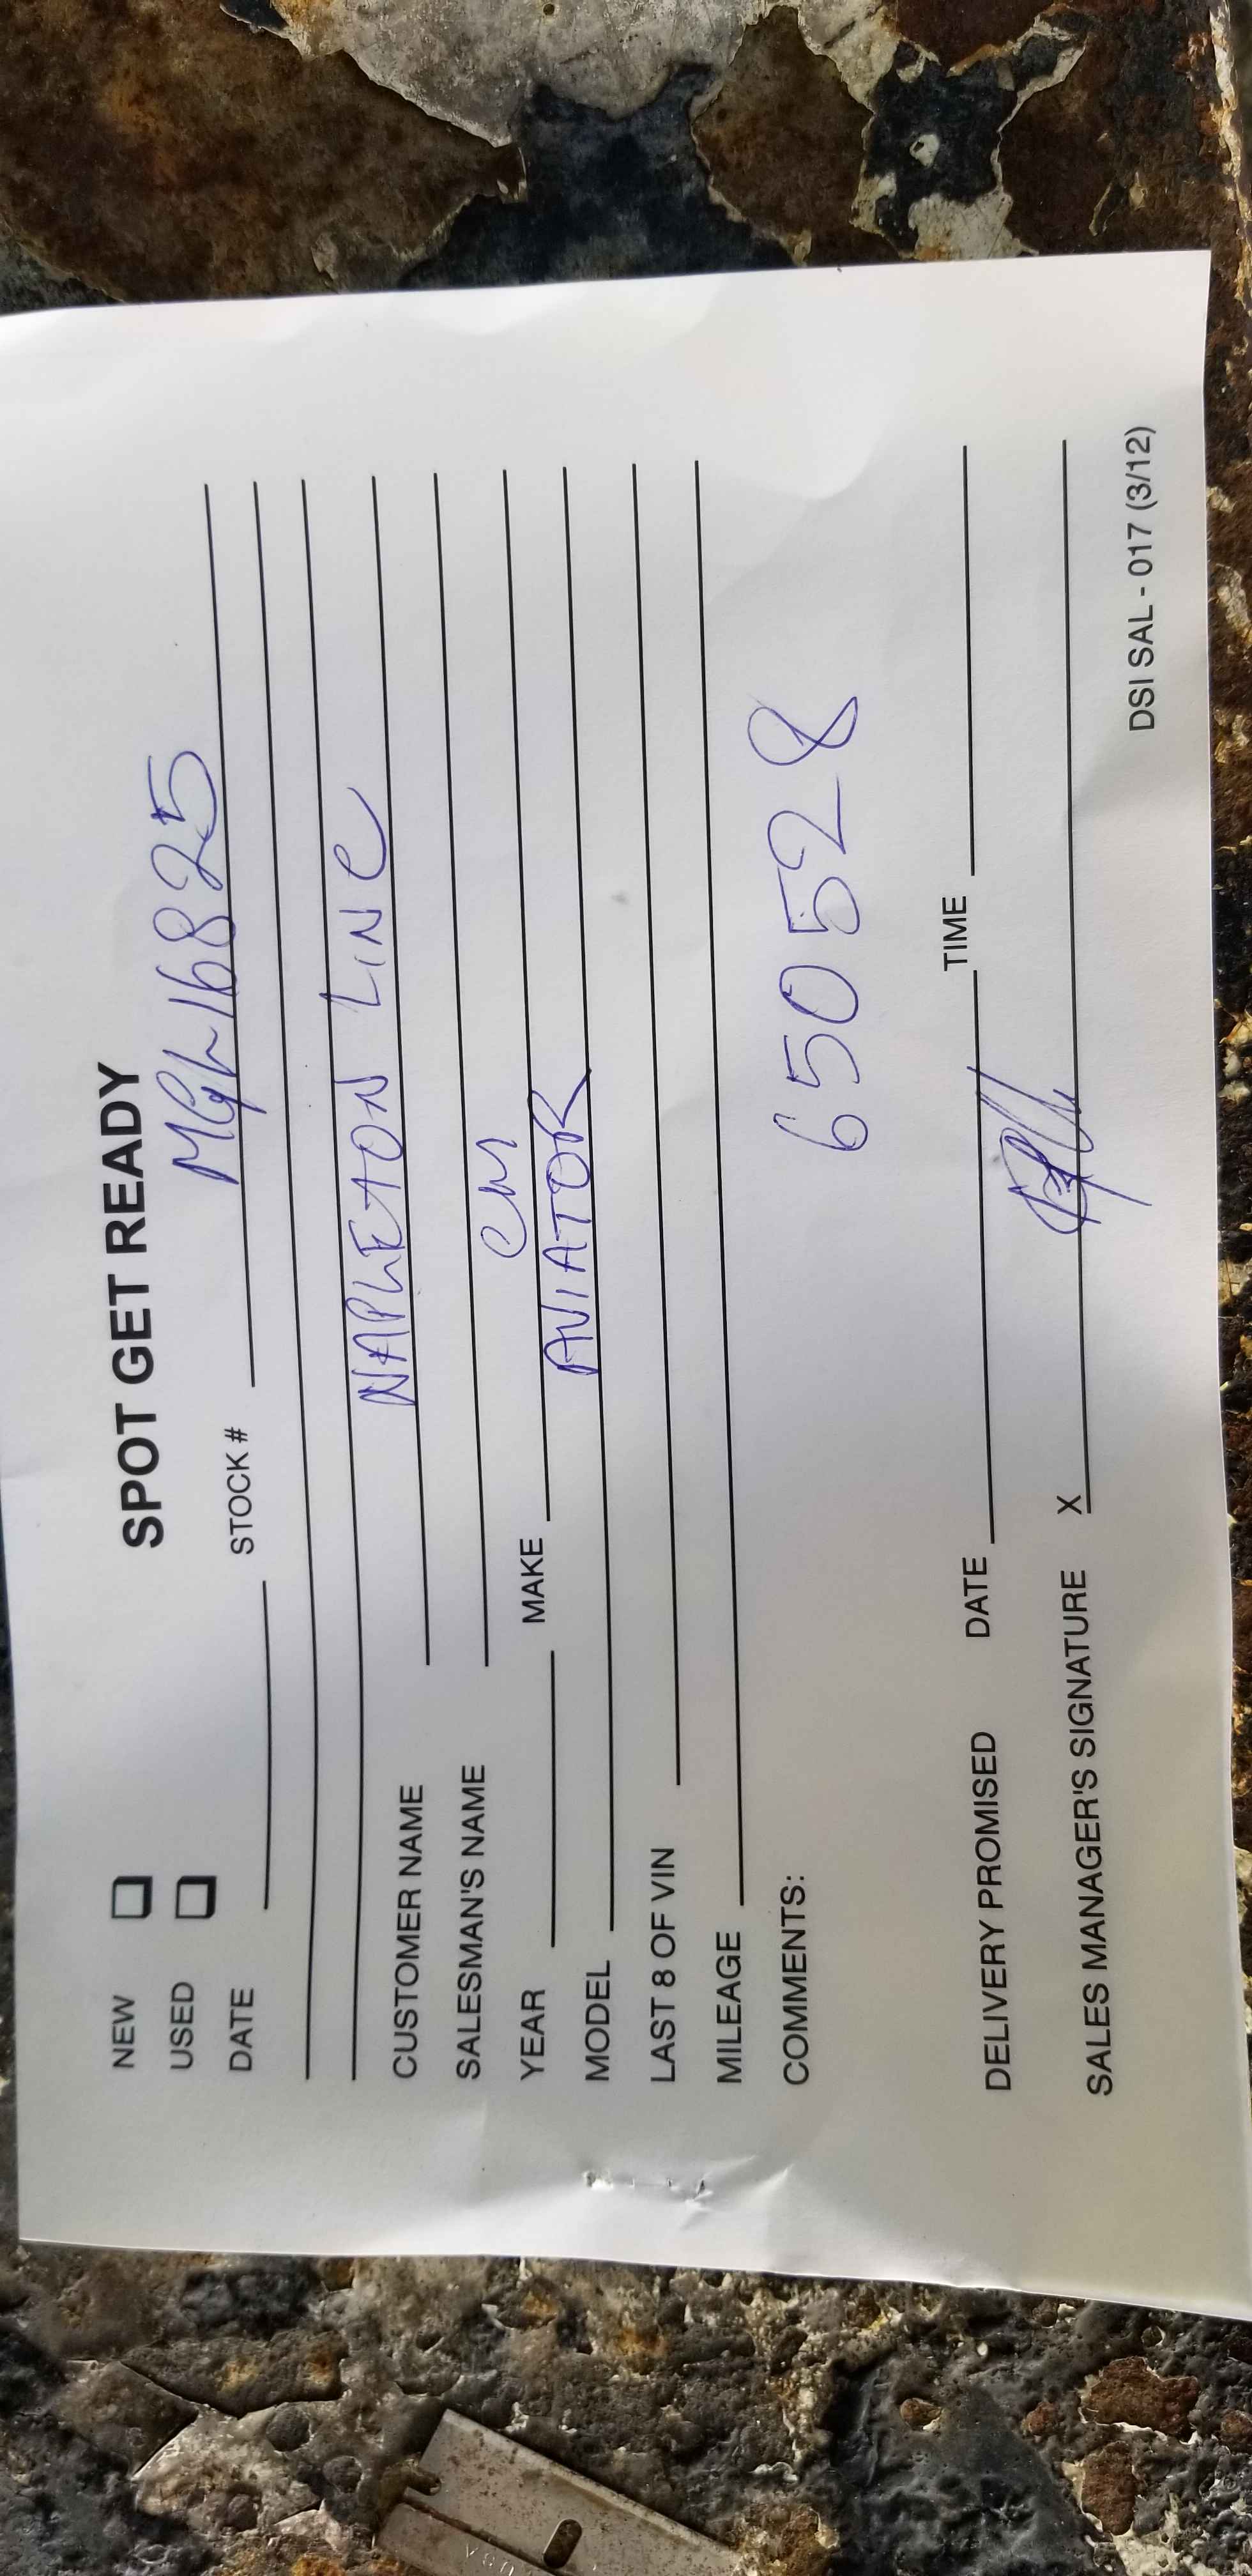 SPOT GET READY
NEW
USED
DATE STOCK # MGL16825
CUSTOMER NAME NAPLETON LINC
SALESMAN'S NAME
YEAR MAKE CM
MODEL AVIATOR
LAST 8 OF VIN
MILEAGE
COMMENTS:
650528
DELIVERY PROMISED DATE TIME
SALES MANAGER'S SIGNATURE X
DSI SAL - 017 (3/12)